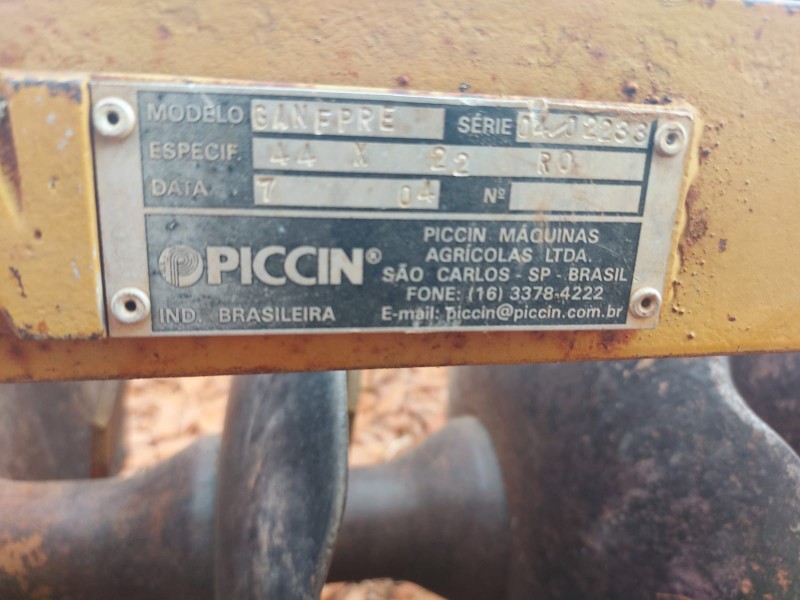 MODELO GANFPRE SÉRIE 04/02233
ESPECIF. 44 X 22 RO
DATA 7 04 Nº
PICCIN®
IND. BRASILEIRA
PICCIN MÁQUINAS
AGRÍCOLAS LTDA.
SÃO CARLOS - SP - BRASIL
FONE: (16) 3378-4222
E-mail: piccin@piccin.com.br